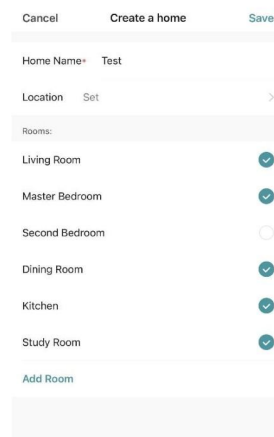 Cancel Create a home Save
Home Name* Test
Location Set
Rooms:
Living Room
Master Bedroom
Second Bedroom
Dining Room
Kitchen
Study Room
Add Room